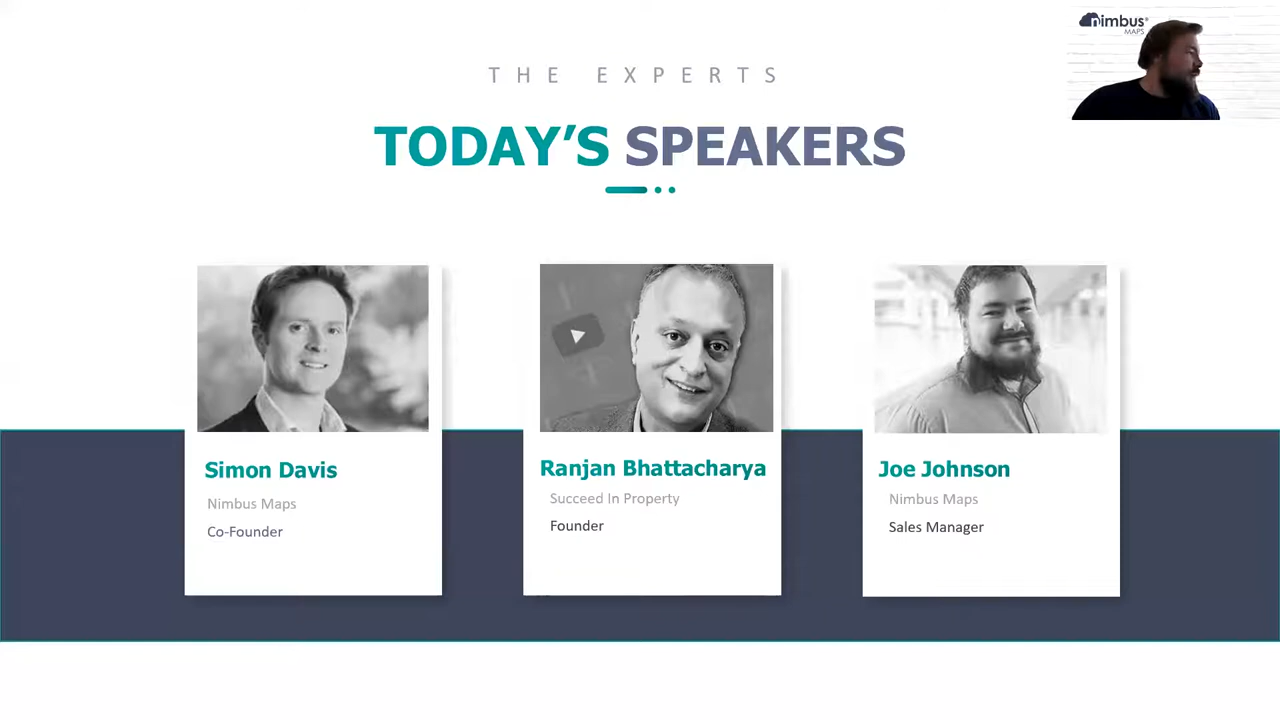 nimbus
MAPS
THE EXPERTS
TODAY'S SPEAKERS
Simon Davis
Nimbus Maps
Co-Founder
Ranjan Bhattacharya
Succeed In Property
Founder
Joe Johnson
Nimbus Maps
Sales Manager